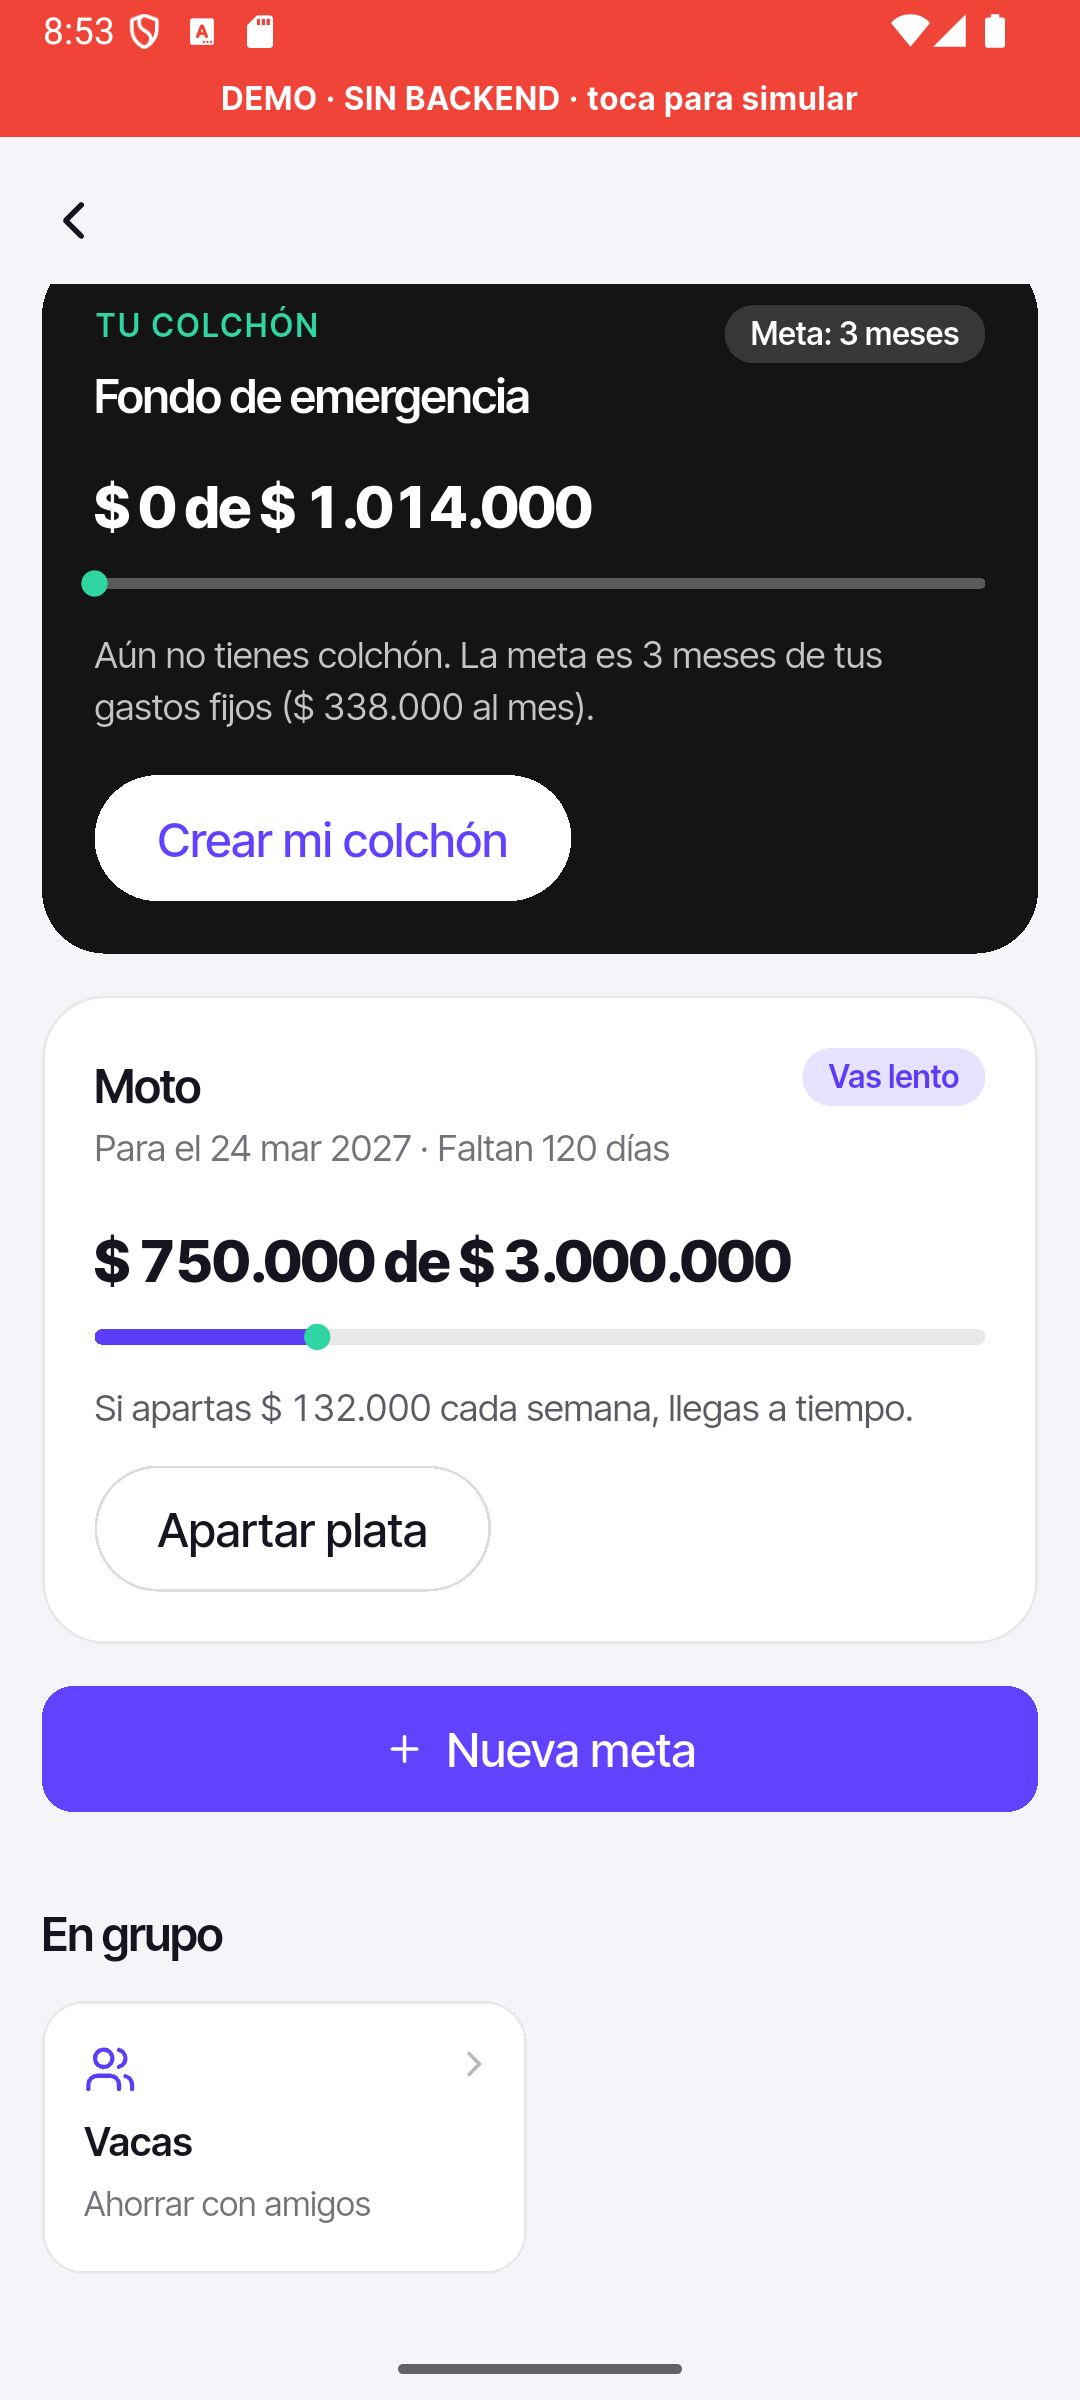 8:53
DEMO · SIN BACKEND · toca para simular
TU COLCHÓN
Meta: 3 meses
Fondo de emergencia
$ 0 de $ 1.014.000
Aún no tienes colchón. La meta es 3 meses de tus
gastos fijos ($ 338.000 al mes).
Crear mi colchón
Moto
Vas lento
Para el 24 mar 2027 · Faltan 120 días
$ 750.000 de $ 3.000.000
Si apartas $ 132.000 cada semana, llegas a tiempo.
Apartar plata
+ Nueva meta
En grupo
Vacas
Ahorrar con amigos